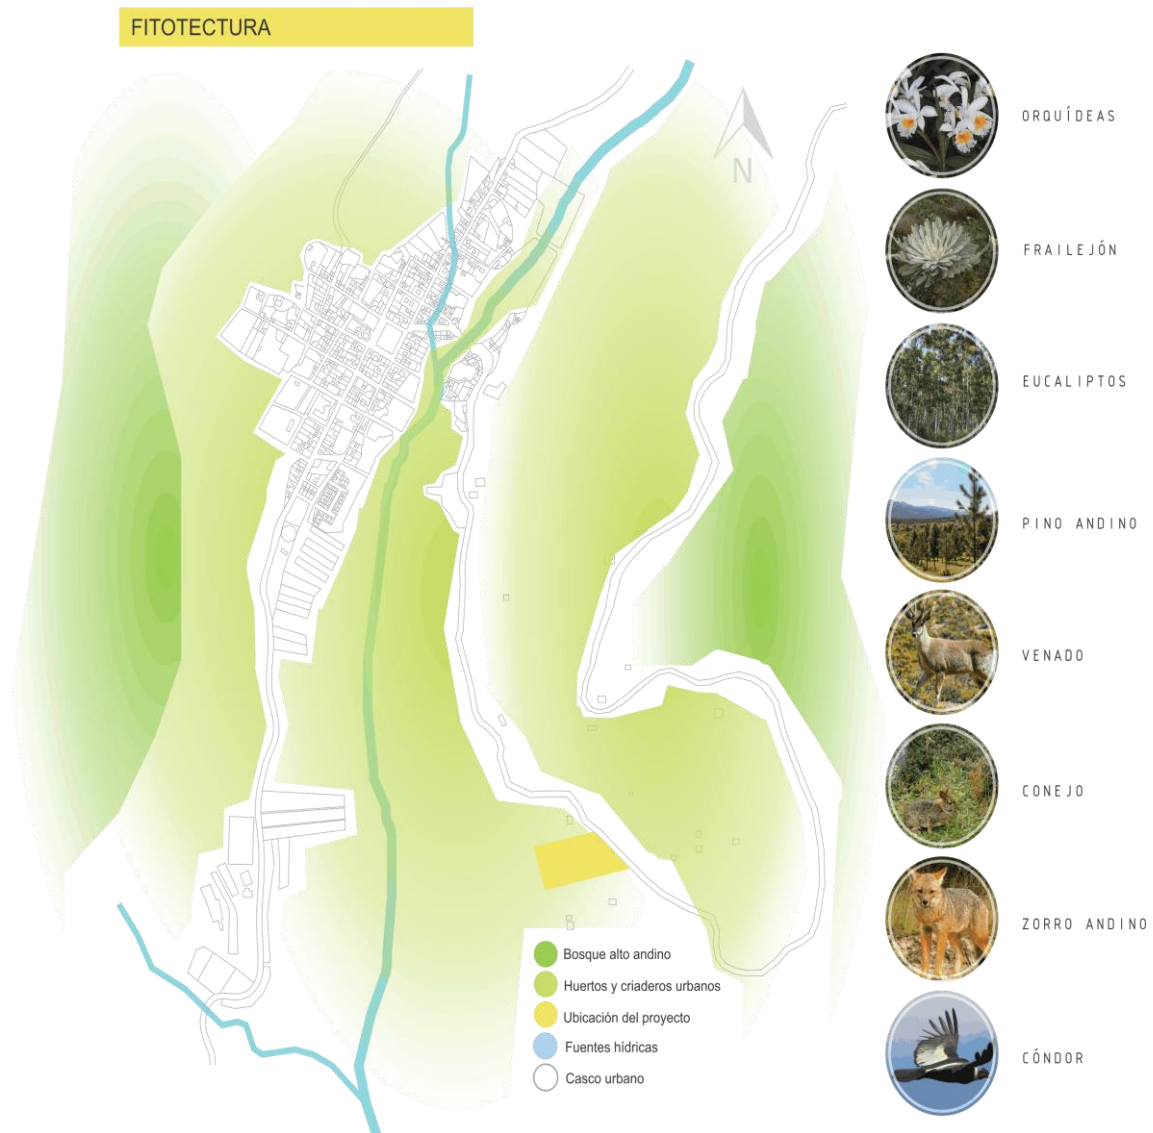 FITOTECTURA
N
ORQUÍDEAS
FRAILEJÓN
EUCALIPTOS
PINO ANDINO
VENADO
CONEJO
ZORRO ANDINO
CÓNDOR
Bosque alto andino
Huertos y criaderos urbanos
Ubicación del proyecto
Fuentes hídricas
Casco urbano